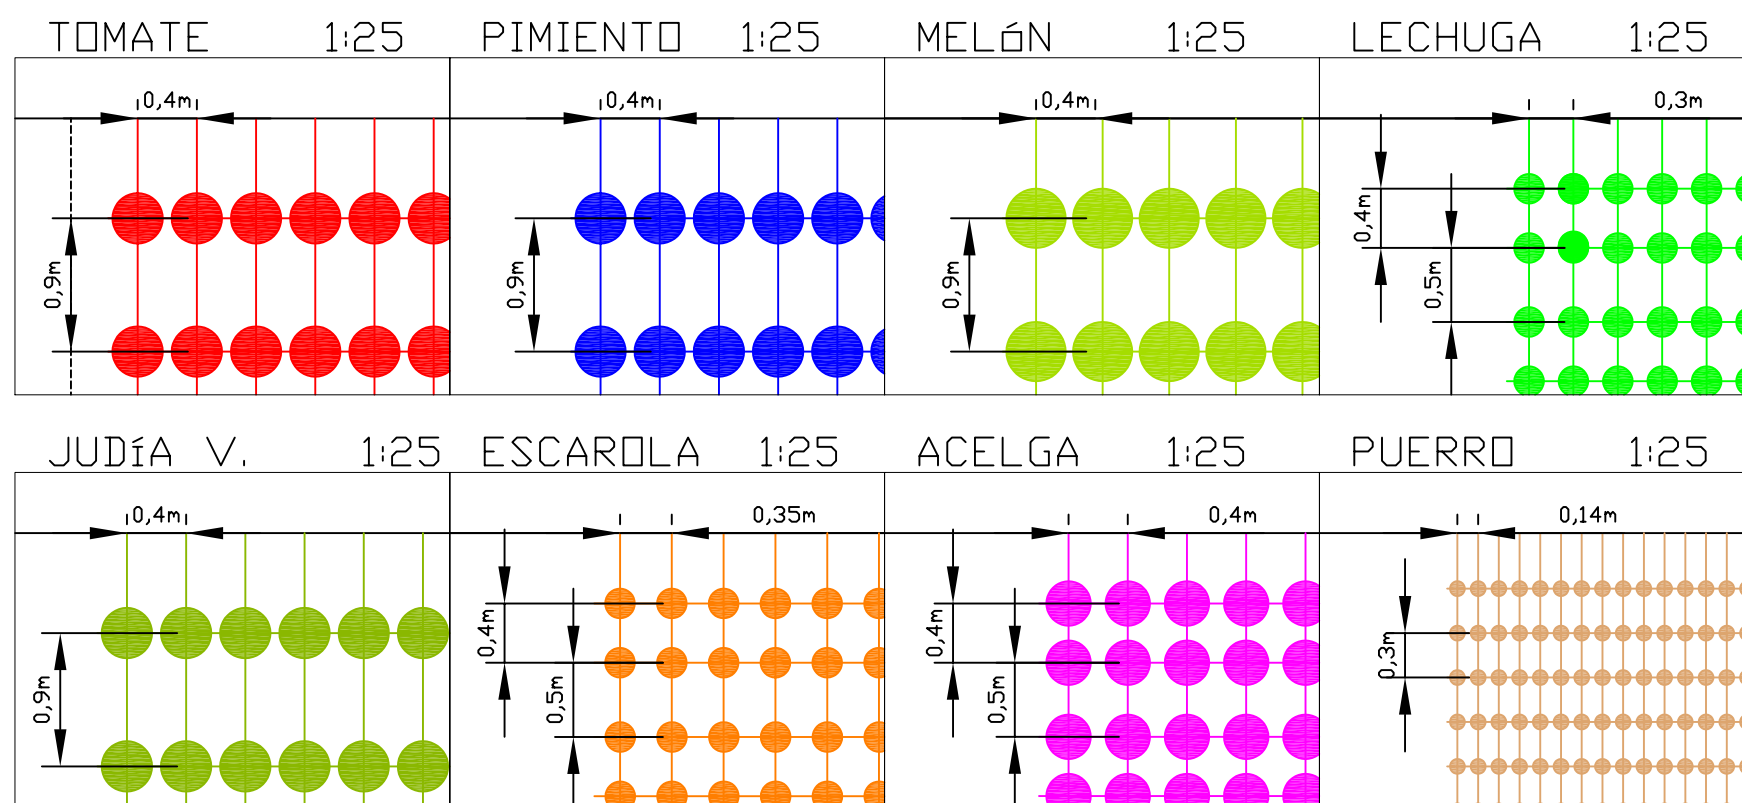 TOMATE 1:25
0,4m
0,9m
PIMIENTO 1:25
0,4m
0,9m
MELóN 1:25
0,4m
0,9m
LECHUGA 1:25
0,3m
0,4m
0,5m
JUDíA V. 1:25
0,4m
0,9m
ESCAROLA 1:25
0,35m
0,4m
0,5m
ACELGA 1:25
0,4m
0,4m
0,5m
PUERRO 1:25
0,14m
0,3m